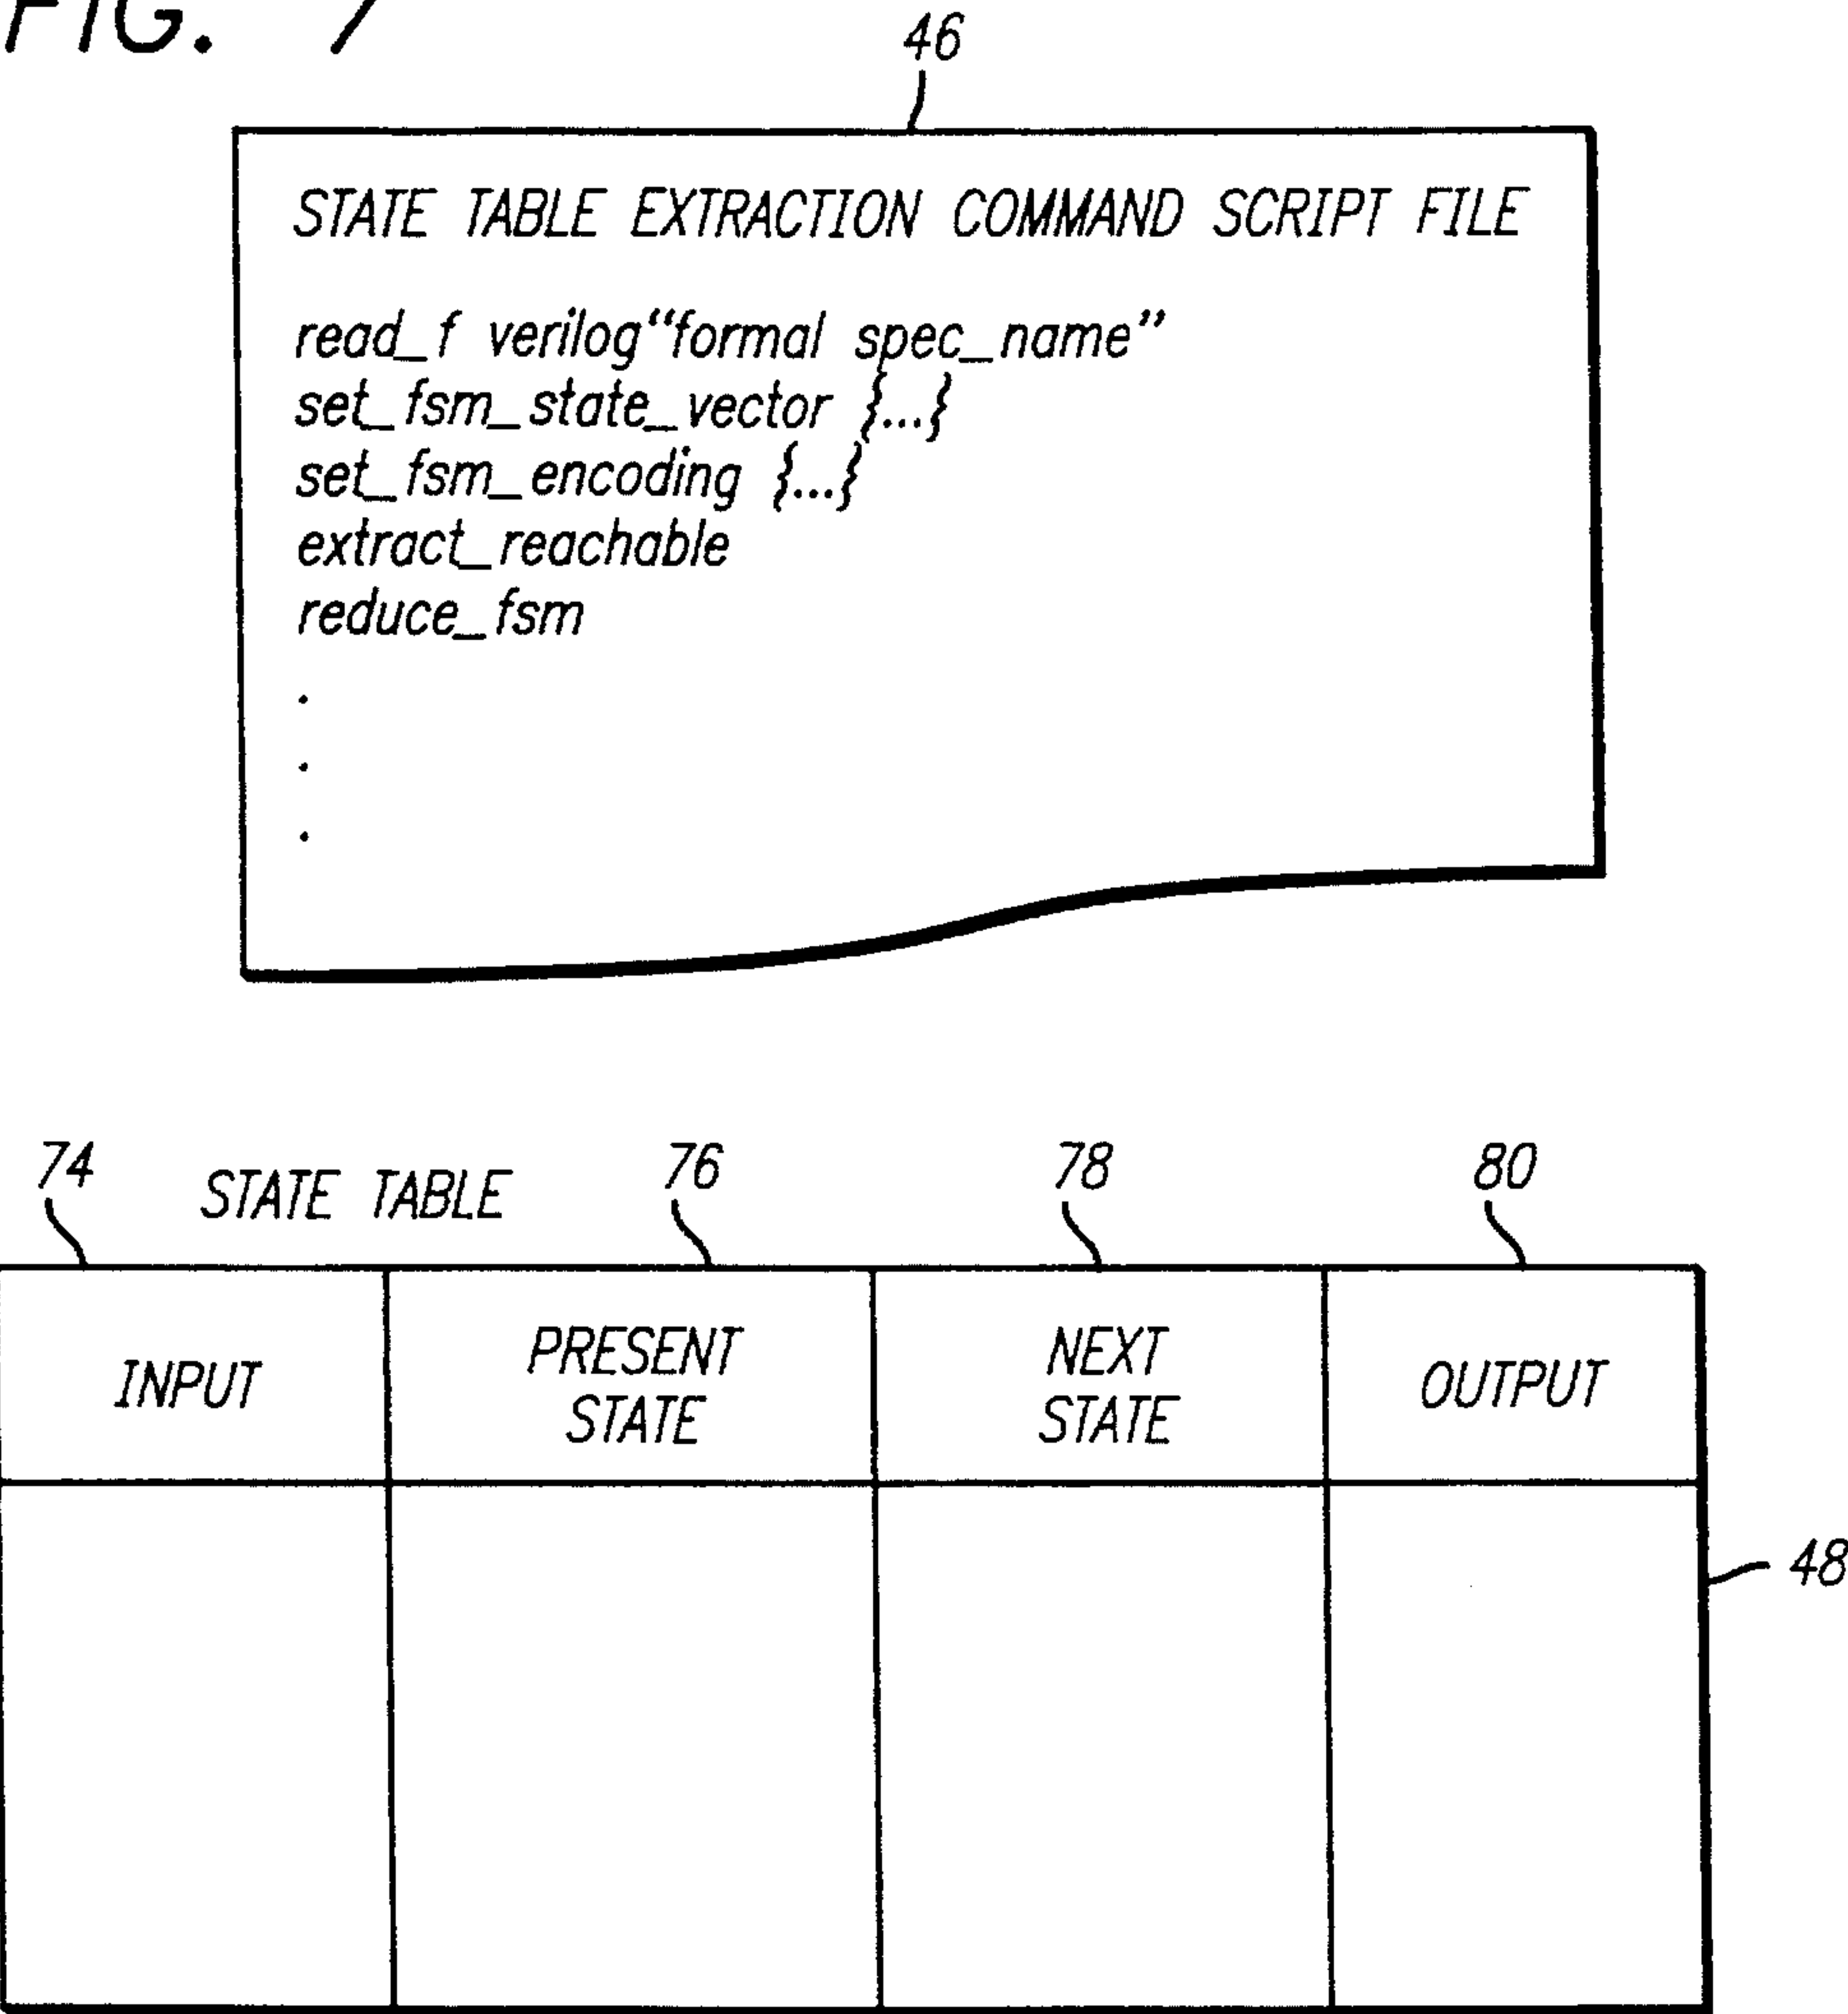 FIG. 7
46
STATE TABLE EXTRACTION COMMAND SCRIPT FILE
read_f verilog“formal spec_name”
set_fsm_state_vector }...}
set_fsm_encoding {...}
extract_reachable
reduce_fsm
.
.
.
74
STATE TABLE
76
78
80
INPUT
PRESENT
STATE
NEXT
STATE
OUTPUT
48